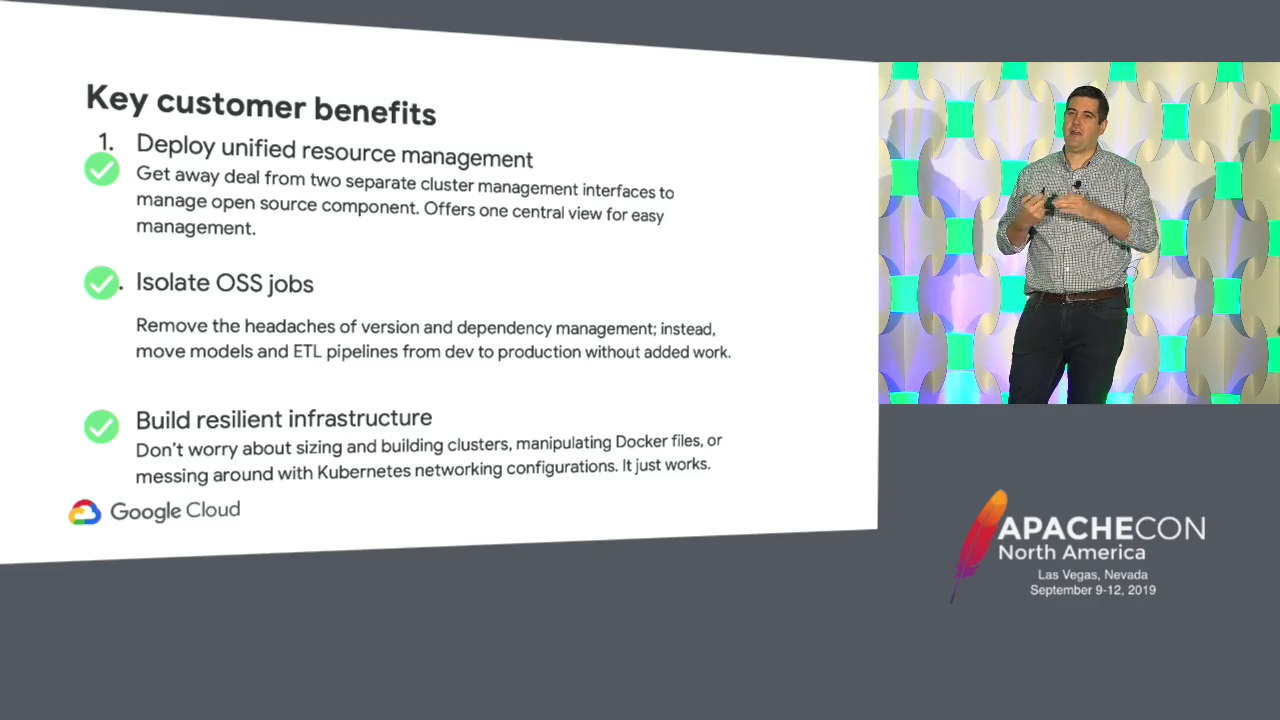 Key customer benefits
1. Deploy unified resource management
Get away deal from two separate cluster management interfaces to
manage open source component. Offers one central view for easy
management.
. Isolate OSS jobs
Remove the headaches of version and dependency management; instead,
move models and ETL pipelines from dev to production without added work.
Build resilient infrastructure
Don't worry about sizing and building clusters, manipulating Docker files, or
messing around with Kubernetes networking configurations. It just works.
Google Cloud
APACHECON
North America
Las Vegas, Nevada
September 9-12, 2019